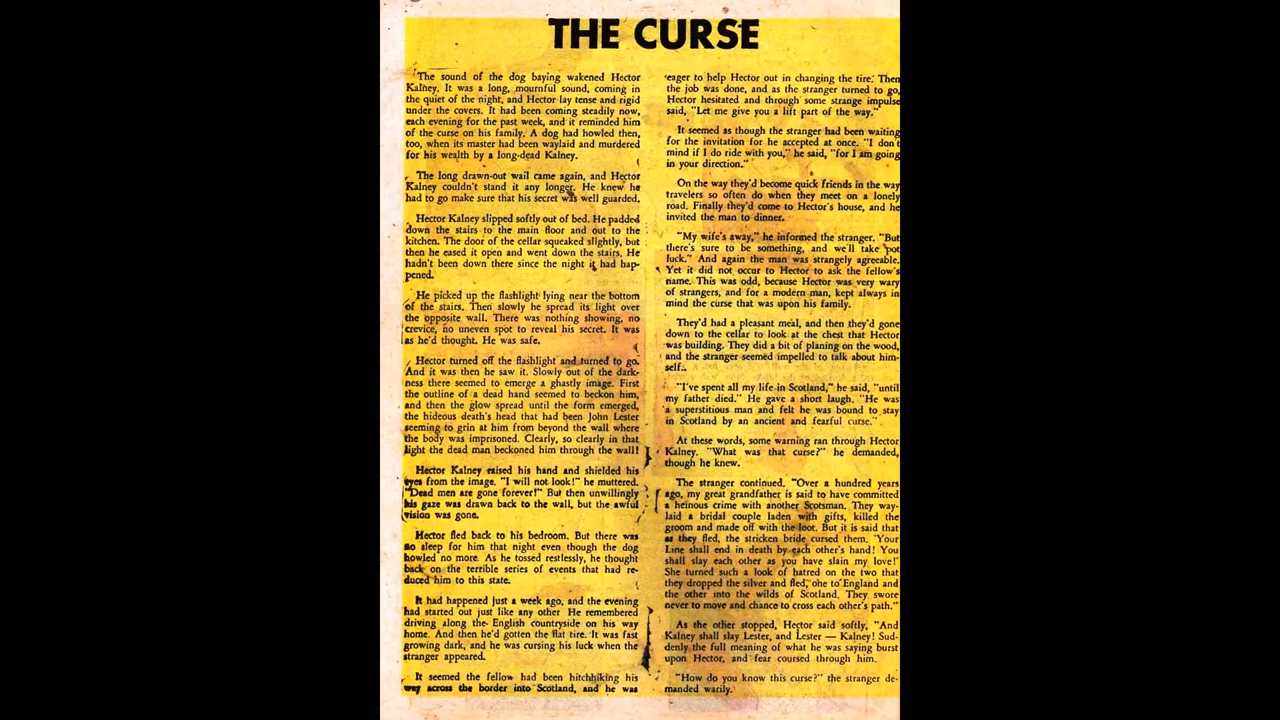 THE CURSE
The sound of the dog baying wakened Hector
Kalney. It was a long, mournful sound, coming in
the quiet of the night, and Hector lay tense and rigid
under the covers. It had been coming steadily now,
each evening for the past week, and it reminded him
of the curse on his family. A dog had howled then,
too, when its master had been waylaid and murdered
for his wealth by a long-dead Kalney.
The long drawn-out wail came again, and Hector
Kalney couldn't stand it any longer. He knew he
had to go make sure that his secret was well guarded.
Hector Kalney slipped softly out of bed. He padded
down the stairs to the main floor and out to the
kitchen. The door of the cellar squeaked slightly, but
then he eased it open and went down the stairs. He
hadn't been down there since the night it had hap-
pened.
He picked up the flashlight lying near the bottom
of the stairs. Then slowly he spread its light over
the opposite wall. There was nothing showing, no
crevice, no uneven spot to reveal his secret. It was
as he'd thought. He was safe.
Hector turned off the flashlight and turned to go.
And it was then he saw it. Slowly out of the dark-
ness there seemed to emerge a ghastly image. First
the outline of a dead hand seemed to beckon him,
and then the glow spread until the form emerged,
the hideous death's head that had been John Lester
seeming to grin at him from beyond the wall where
the body was imprisoned. Clearly, so clearly in that
light the dead man beckoned him through the wall!
Hector Kalney raised his hand and shielded his
eyes from the image. "I will not look!" he muttered.
"Dead men are gone forever!" But then unwillingly
his gaze was drawn back to the wall, but the awful
vision was gone.
Hector fled back to his bedroom. But there was
no sleep for him that night even though the dog
howled no more. As he tossed restlessly, he thought
back on the terrible series of events that had re-
duced him to this state.
It had happened just a week ago, and the evening
had started out just like any other He remembered
driving along the English countryside on his way
home. And then he'd gotten the flat tire. It was fast
growing dark, and he was cursing his luck when the
stranger appeared.
It seemed the fellow had been hitchhiking his
way across the border into Scotland, and he was
eager to help Hector out in changing the tire. Then
the job was done, and as the stranger turned to go,
Hector hesitated and through some strange impulse
said, "Let me give you a lift part of the way."
It seemed as though the stranger had been waiting
for the invitation for he accepted at once. "I don't
mind if I do ride with you," he said, "for I am going
in your direction."
On the way they'd become quick friends in the way
travelers so often do when they meet on a lonely
road. Finally they'd come to Hector's house, and he
invited the man to dinner.
"My wife's away," he informed the stranger. "But
there's sure to be something, and we'll take pot
luck." And again the man was strangely agreeable.
Yet it did not occur to Hector to ask the fellow's
name. This was odd, because Hector was very wary
of strangers, and for a modern man, kept always in
mind the curse that was upon his family.
They'd had a pleasant meal, and then they'd gone
down to the cellar to look at the chest that Hector
was building. They did a bit of planing on the wood,
and the stranger seemed impelled to talk about him-
self.
"I've spent all my life in Scotland," he said, "until
my father died." He gave a short laugh. "He was
a superstitious man and felt he was bound to stay
in Scotland by an ancient and fearful curse."
At these words, some warning ran through Hector
Kalney. "What was that curse?" he demanded,
though he knew.
The stranger continued. "Over a hundred years
ago, my great grandfather is said to have committed
a heinous crime with another Scotsman. They way-
laid a bridal couple laden with gifts, killed the
groom and made off with the loot. But it is said that
as they fled, the stricken bride cursed them. 'Your
Line shall end in death by each other's hand! You
shall slay each other as you have slain my love!'
She turned such a look of hatred on the two that
they dropped the silver and fled, one to England and
the other into the wilds of Scotland. They swore
never to move and chance to cross each other's path."
As the other stopped, Hector said softly, "And
Kalney shall slay Lester, and Lester — Kalney! Sud-
denly the full meaning of what he was saying burst
upon Hector, and fear coursed through him.
"How do you know this curse?" the stranger de-
manded warily.